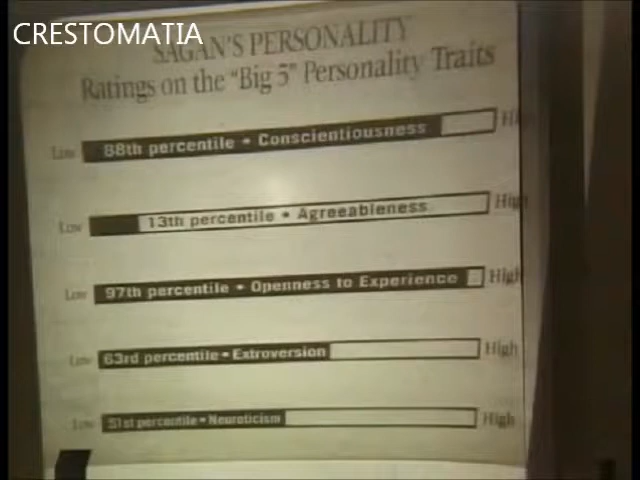 CRESTOMATIA
SAGAN'S PERSONALITY
Ratings on the "Big 5" Personality Traits
Low 88th percentile • Conscientiousness High
Low 13th percentile • Agreeableness High
Low 97th percentile • Openness to Experience High
Low 63rd percentile • Extroversion High
Low 51st percentile • Neuroticism High